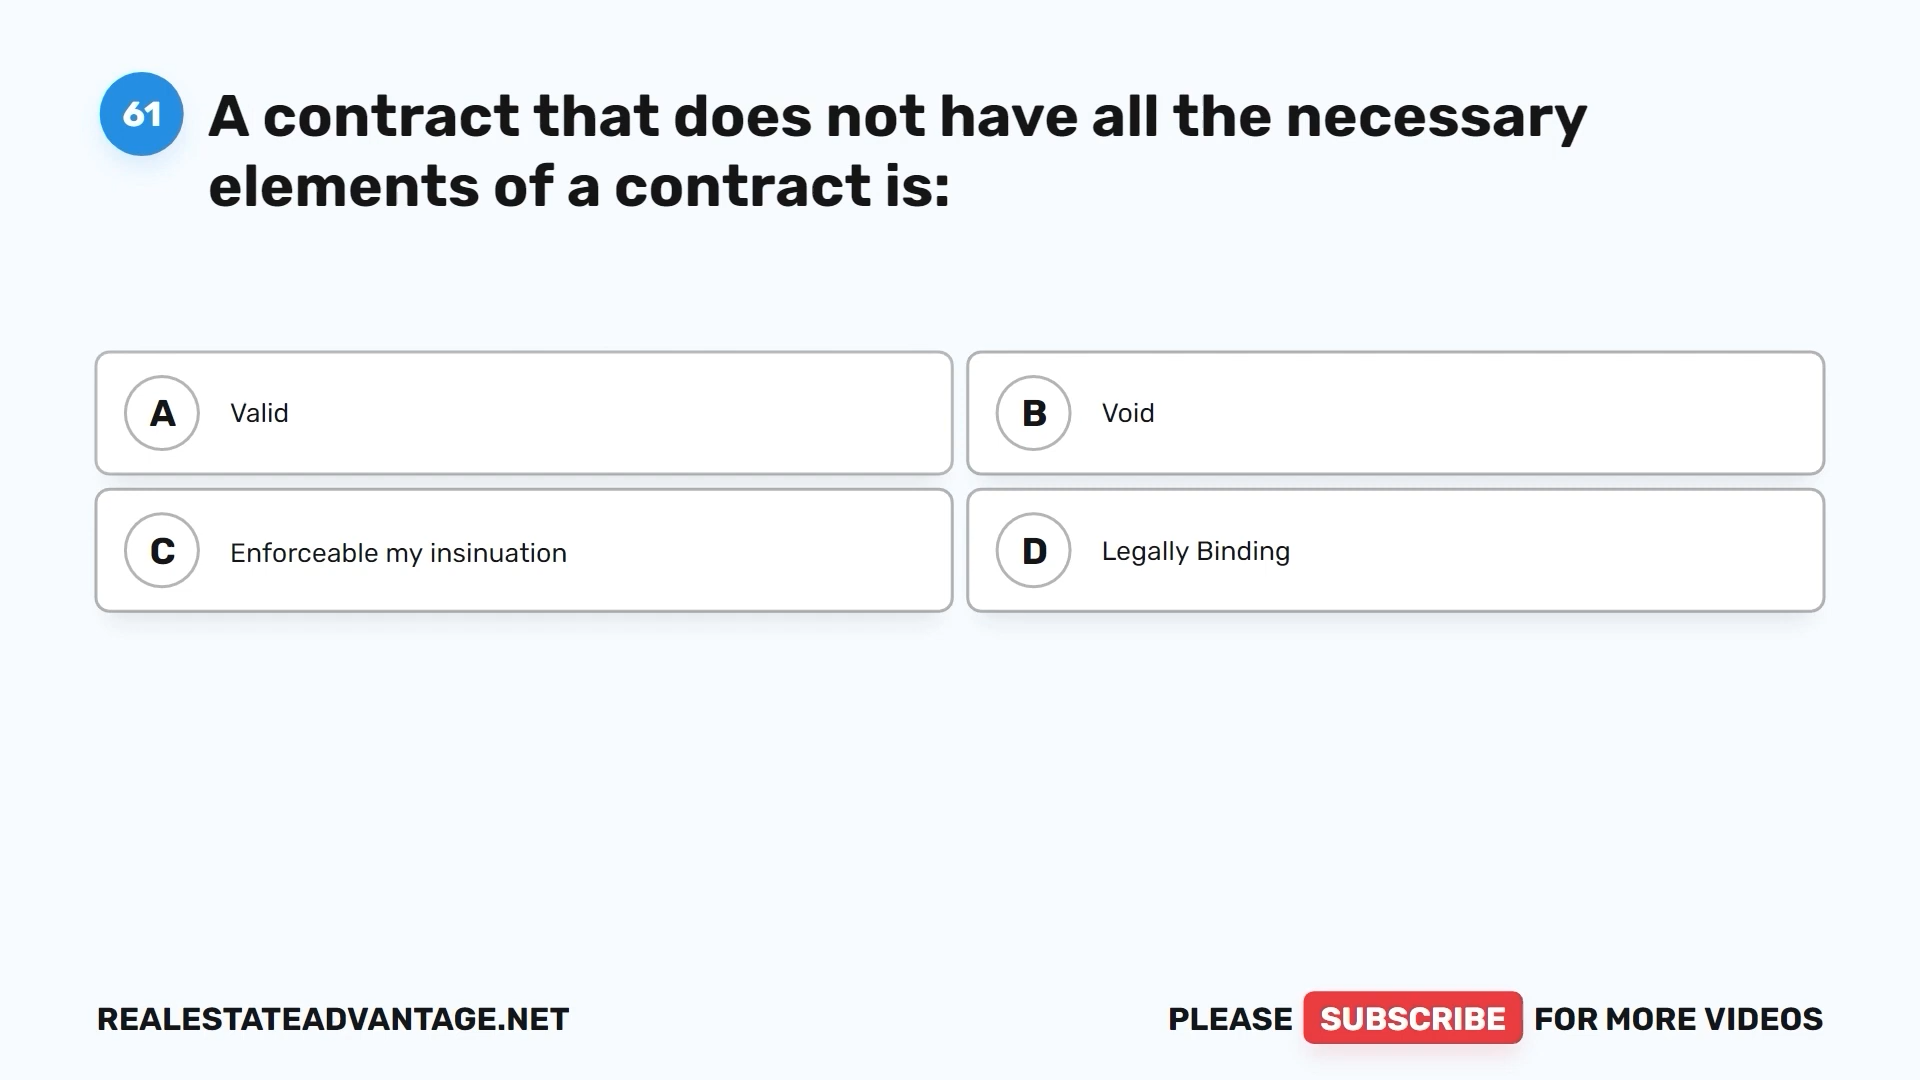 61
A contract that does not have all the necessary
elements of a contract is:
A Valid
B Void
C Enforceable my insinuation
D Legally Binding
REALESTATEADVANTAGE.NET
PLEASE SUBSCRIBE FOR MORE VIDEOS